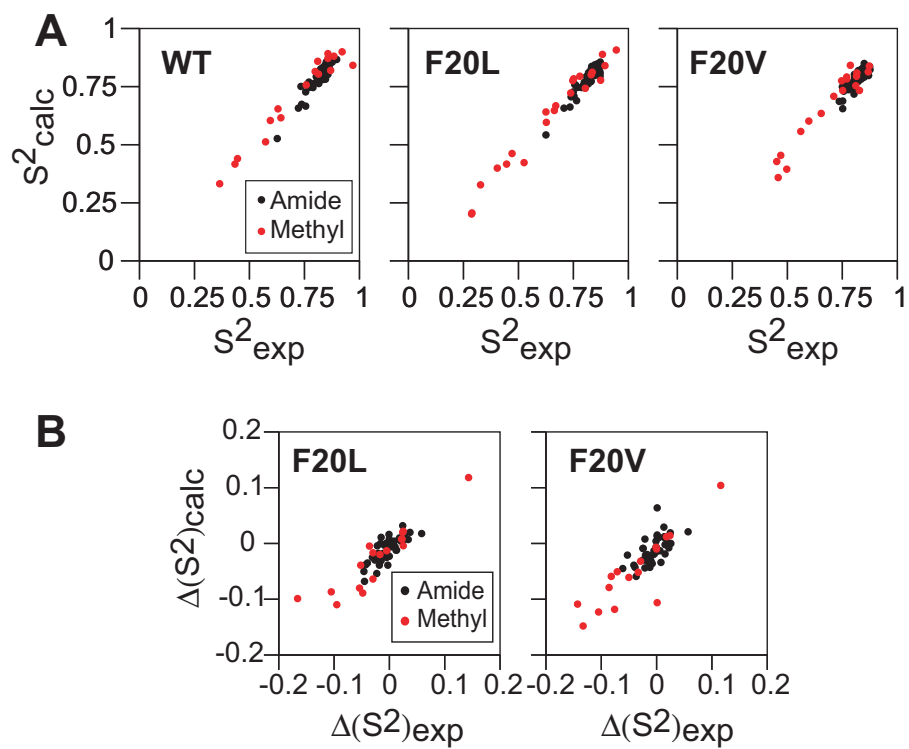 A
WT
F20L
F20V
S²calc
1
0.75
0.5
0.25
0
Amide
Methyl
0 0.25 0.5 0.75 1
0 0.25 0.5 0.75 1
0 0.25 0.5 0.75 1
S²exp
S²exp
S²exp
B
F20L
F20V
Δ(S²)calc
0.2
0.1
0
-0.1
-0.2
Amide
Methyl
-0.2 -0.1 0 0.1 0.2
-0.2 -0.1 0 0.1 0.2
Δ(S²)exp
Δ(S²)exp